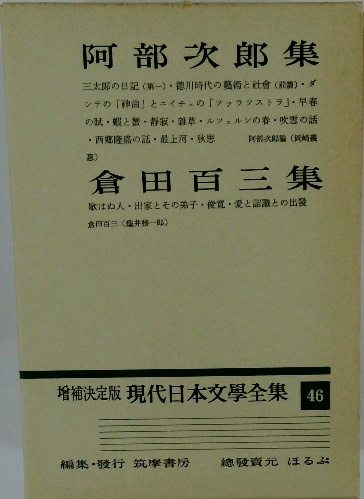 阿部次郎集
三太郎の日記（第一）・德川時代の藝術と社會（前篇）・ダ
ンテの『神曲』とニイチェの『ツァラツストラ』・早春
の賦・蝦と蟹・靜寂・雜草・ルツェルンの春・吹雪の話
・西鄕隆盛の話・最上河・秋思　阿部次郎論（岡崎義
惠）
倉田百三集
歌はぬ人・出家とその弟子・俊寬・愛と認識との出發
倉田百三（龜井勝一郎）
增補決定版 現代日本文學全集 46
編集・發行 筑摩書房　總發賣元 ほるぷ